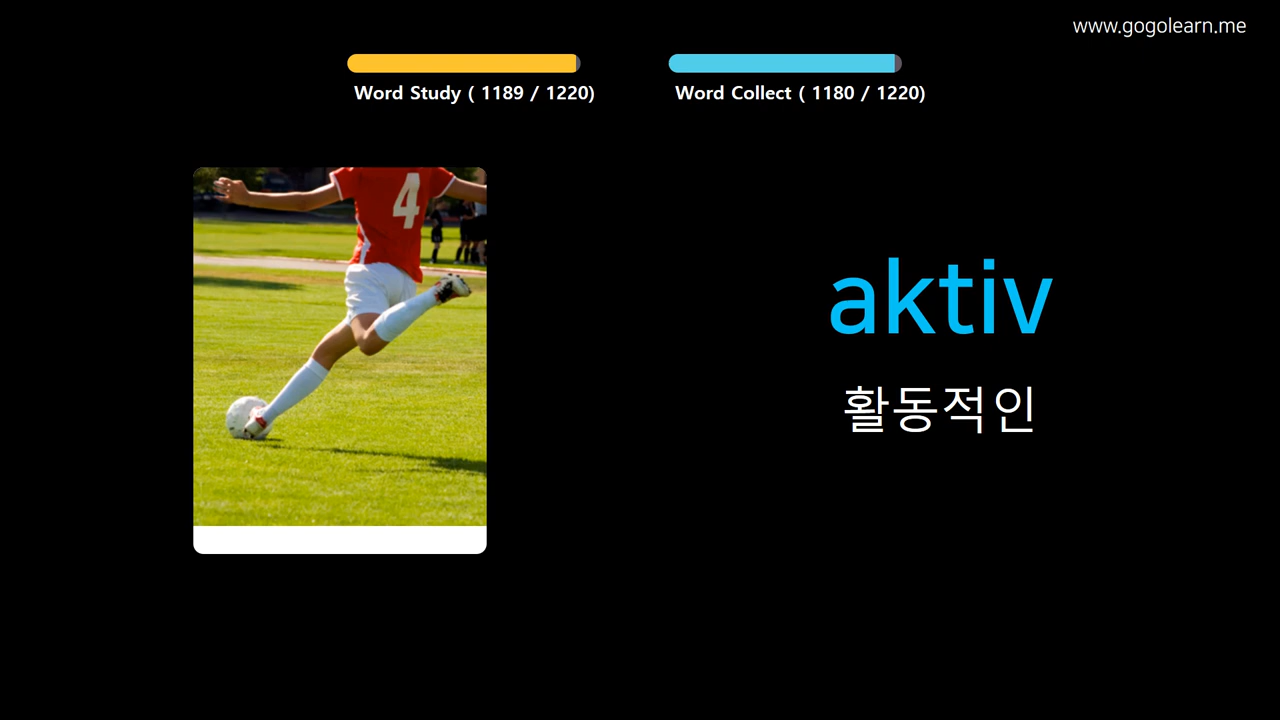 www.gogolearn.me
Word Study ( 1189 / 1220)
Word Collect ( 1180 / 1220)
4
aktiv
활동적인